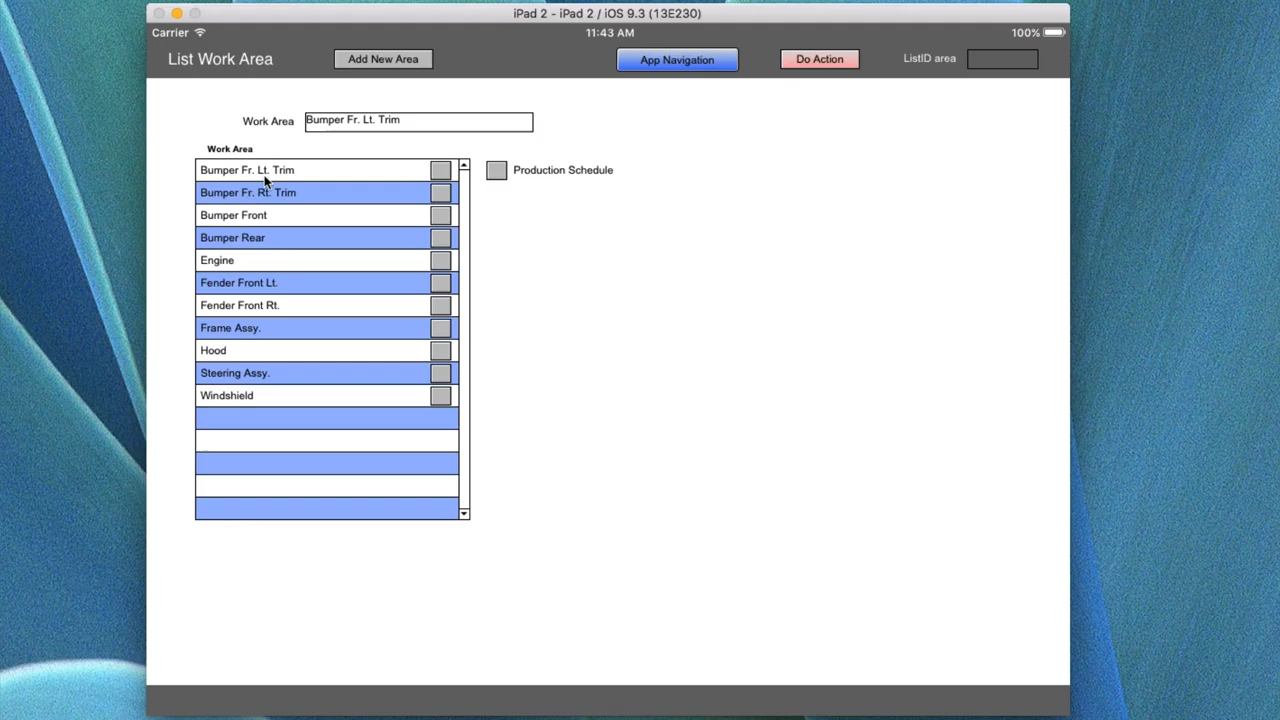 iPad 2 - iPad 2 / iOS 9.3 (13E230)
Carrier 11:43 AM 100%
List Work Area Add New Area App Navigation Do Action ListID area
Work Area Bumper Fr. Lt. Trim
Work Area
Bumper Fr. Lt. Trim Production Schedule
Bumper Fr. Rt. Trim
Bumper Front
Bumper Rear
Engine
Fender Front Lt.
Fender Front Rt.
Frame Assy.
Hood
Steering Assy.
Windshield